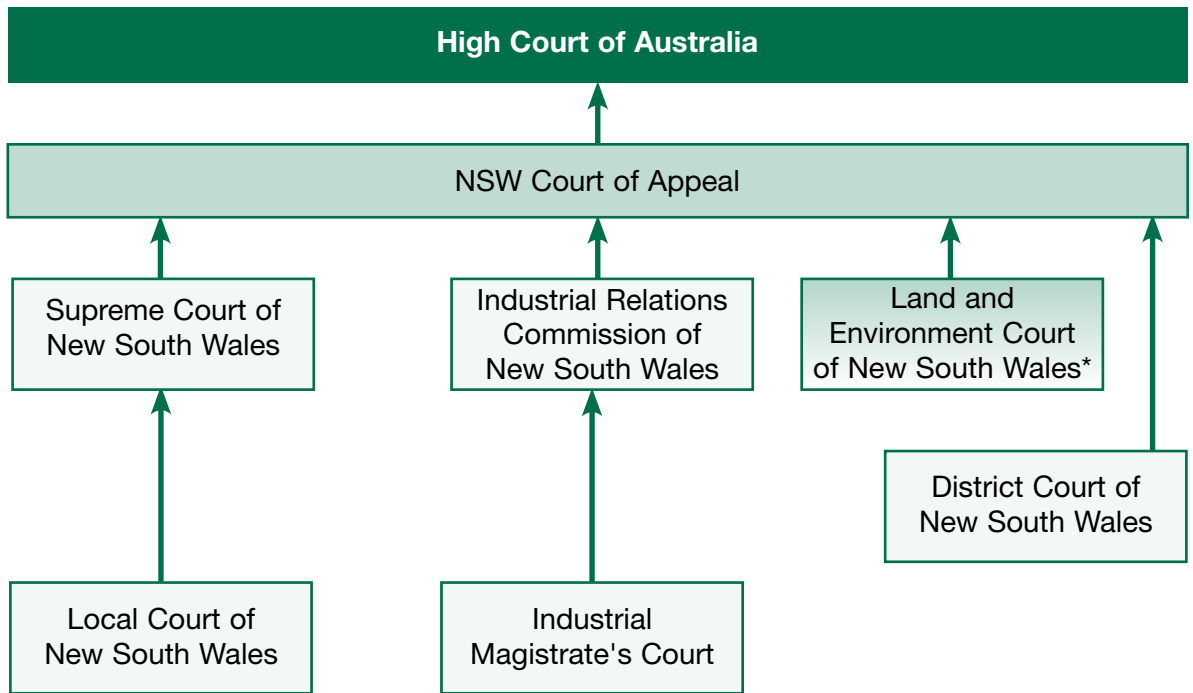 High Court of Australia
NSW Court of Appeal
Supreme Court of
New South Wales
Industrial Relations
Commission of
New South Wales
Land and
Environment Court
of New South Wales*
District Court of
New South Wales
Local Court of
New South Wales
Industrial
Magistrate's Court